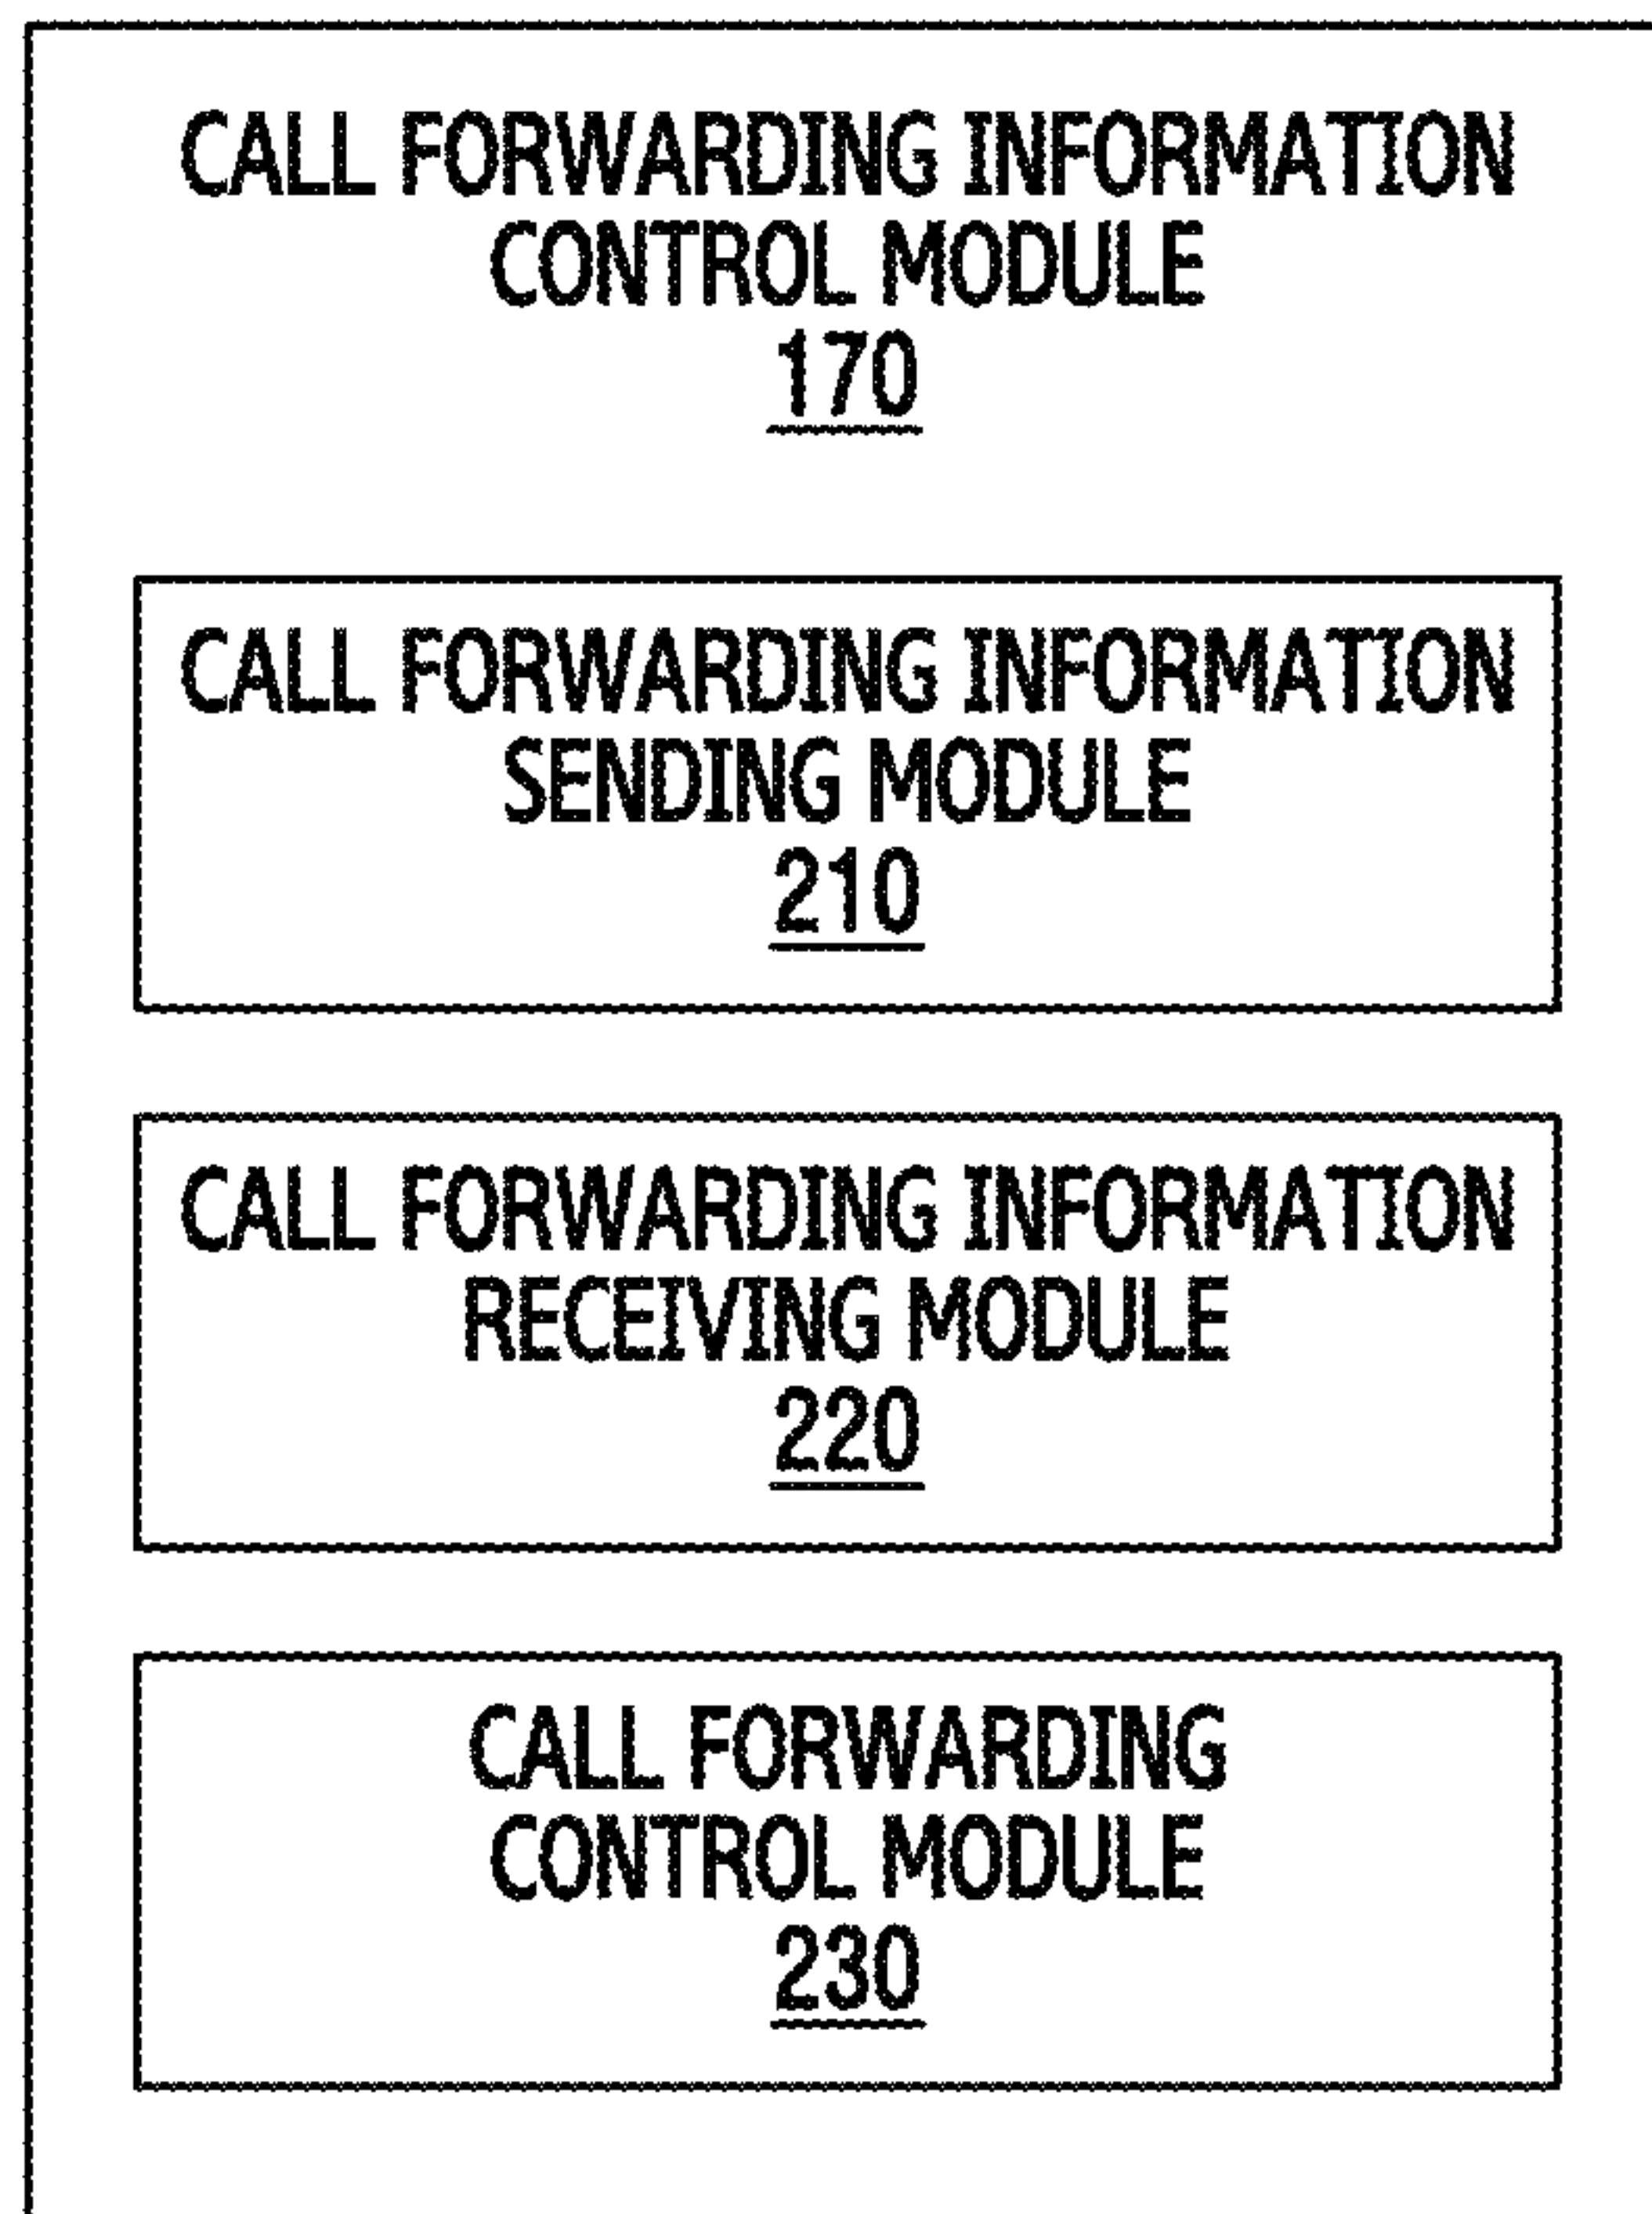 CALL FORWARDING INFORMATION
CONTROL MODULE
170
CALL FORWARDING INFORMATION
SENDING MODULE
210
CALL FORWARDING INFORMATION
RECEIVING MODULE
220
CALL FORWARDING
CONTROL MODULE
230